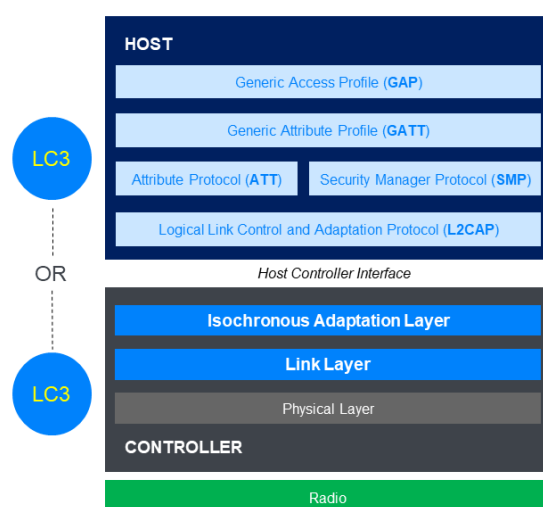 HOST
Generic Access Profile (GAP)
Generic Attribute Profile (GATT)
LC3
Attribute Protocol (ATT)
Security Manager Protocol (SMP)
Logical Link Control and Adaptation Protocol (L2CAP)
OR
Host Controller Interface
Isochronous Adaptation Layer
Link Layer
LC3
Physical Layer
CONTROLLER
Radio